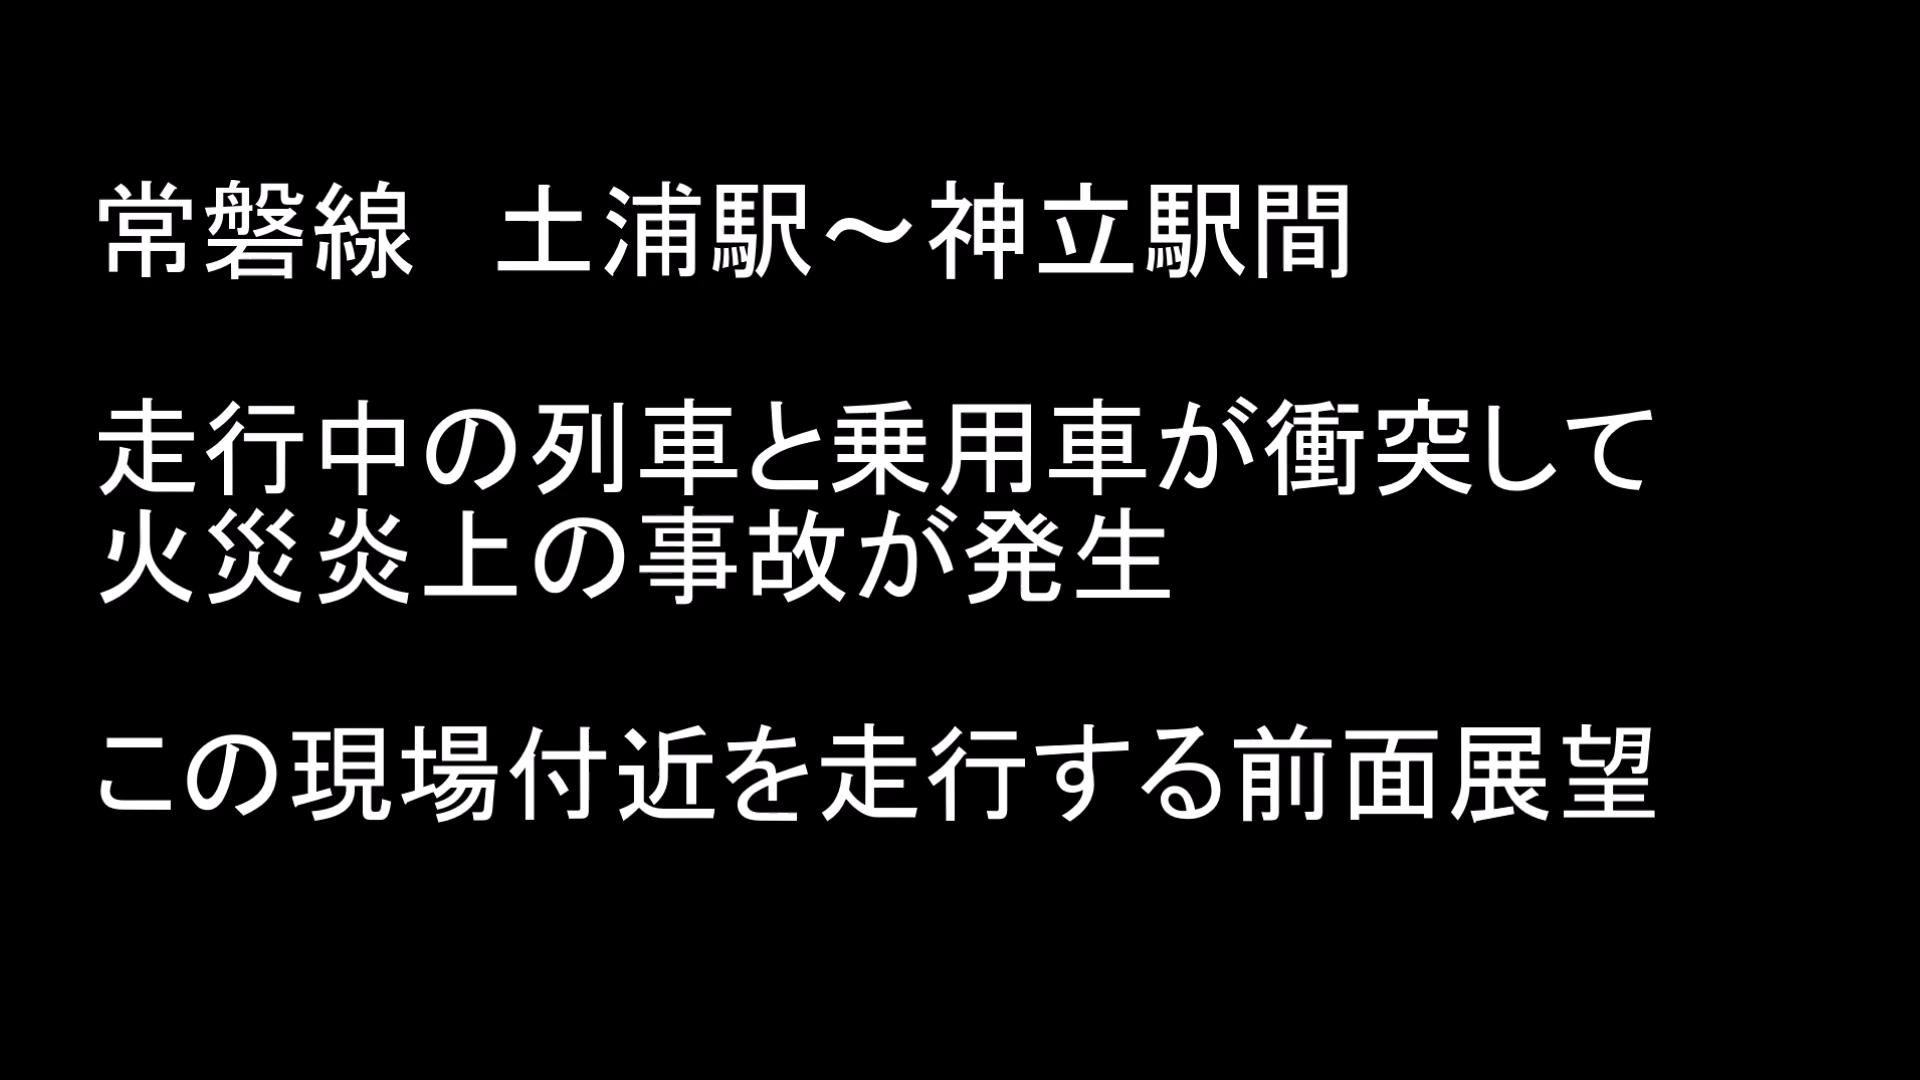 常磐線　土浦駅～神立駅間
走行中の列車と乗用車が衝突して
火災炎上の事故が発生
この現場付近を走行する前面展望